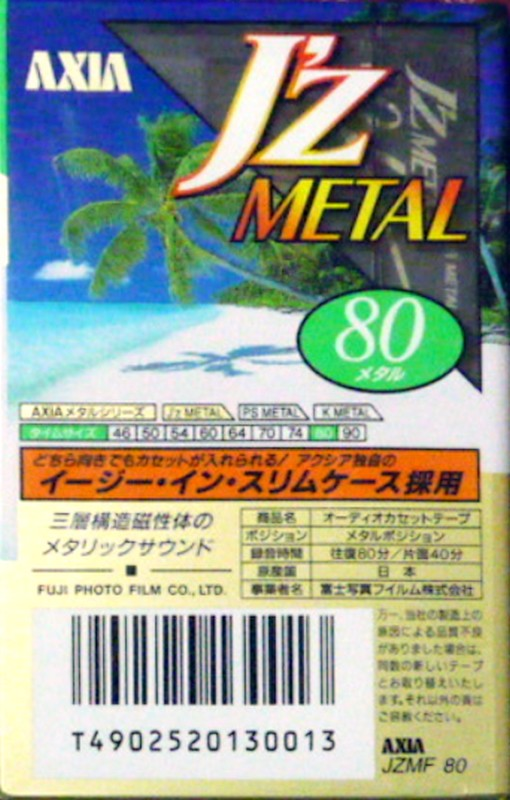 AXIA
J'z
METAL
80
メタル
AXIAメタルシリーズ J'z METAL PS METAL K METAL
タイムサイズ 46 50 54 60 64 70 74 80 90
どちら向きでもカセットが入れられる! アクシア独自の
イージー・イン・スリムケース採用
三層構造磁性体の
メタリックサウンド
FUJI PHOTO FILM CO., LTD.
商品名 オーディオカセットテープ
ポジション メタルポジション
録音時間 往復80分/片面40分
原産国 日本
事業者名 富士写真フイルム株式会社
万一、当社の製造上の
原因による品質不良
がありました場合は、
同数の新しいテープ
とお取り替えいたし
ます。それ以外の責は
ご容赦ください。
T4902520130013
AXIA
JZMF 80